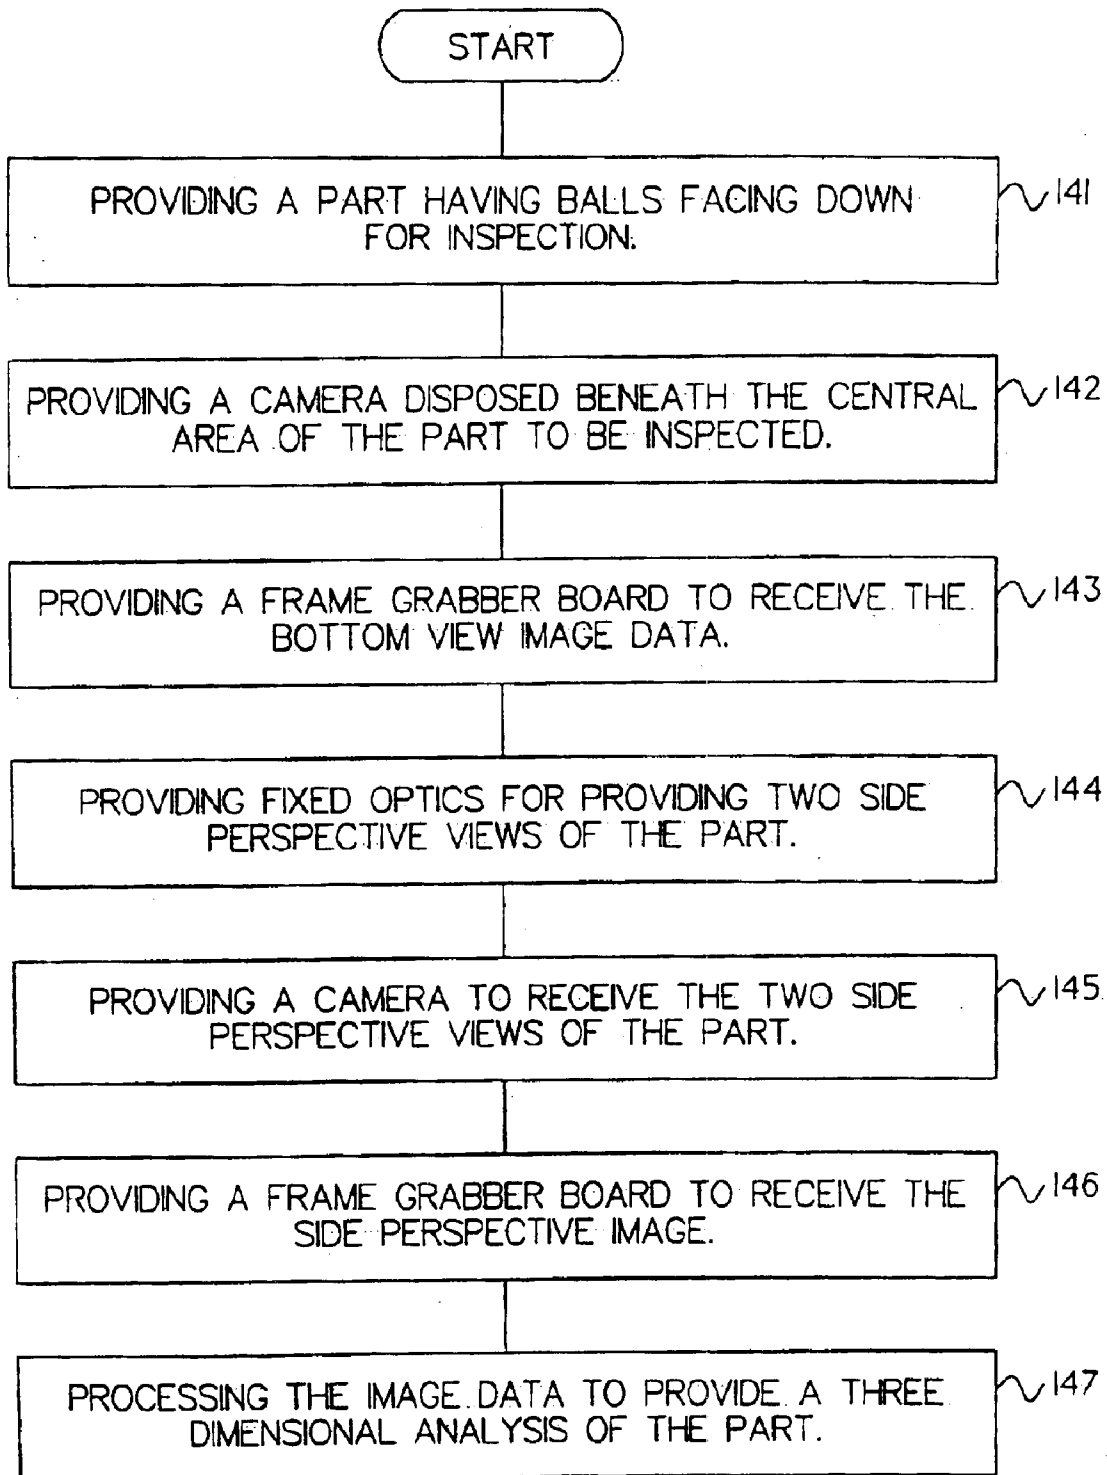 START
PROVIDING A PART HAVING BALLS FACING DOWN
FOR INSPECTION.
141
PROVIDING A CAMERA DISPOSED BENEATH THE CENTRAL
AREA OF THE PART TO BE INSPECTED.
142
PROVIDING A FRAME GRABBER BOARD TO RECEIVE THE
BOTTOM VIEW IMAGE DATA.
143
PROVIDING FIXED OPTICS FOR PROVIDING TWO SIDE
PERSPECTIVE VIEWS OF THE PART.
144
PROVIDING A CAMERA TO RECEIVE THE TWO SIDE
PERSPECTIVE VIEWS OF THE PART.
145
PROVIDING A FRAME GRABBER BOARD TO RECEIVE THE
SIDE PERSPECTIVE IMAGE.
146
PROCESSING THE IMAGE DATA TO PROVIDE A THREE
DIMENSIONAL ANALYSIS OF THE PART.
147